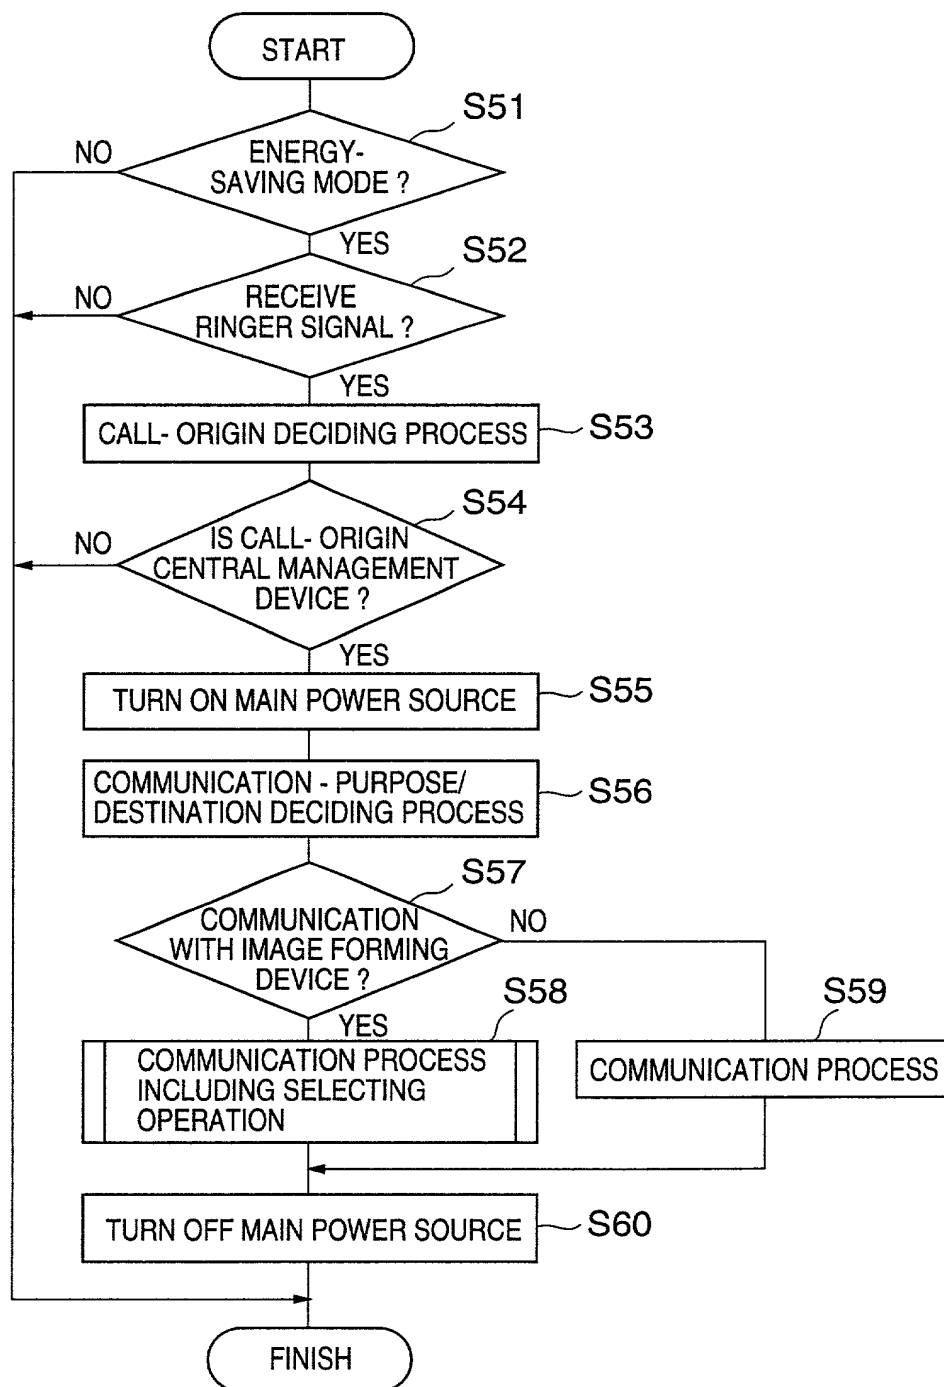 START
S51
NO
ENERGY-
SAVING MODE ?
YES
S52
NO
RECEIVE
RINGER SIGNAL ?
YES
CALL- ORIGIN DECIDING PROCESS
S53
S54
NO
IS CALL- ORIGIN
CENTRAL MANAGEMENT
DEVICE ?
YES
TURN ON MAIN POWER SOURCE
S55
COMMUNICATION - PURPOSE/
DESTINATION DECIDING PROCESS
S56
S57
COMMUNICATION
WITH IMAGE FORMING
DEVICE ?
NO
YES
S58
S59
COMMUNICATION PROCESS
INCLUDING SELECTING
OPERATION
COMMUNICATION PROCESS
TURN OFF MAIN POWER SOURCE
S60
FINISH